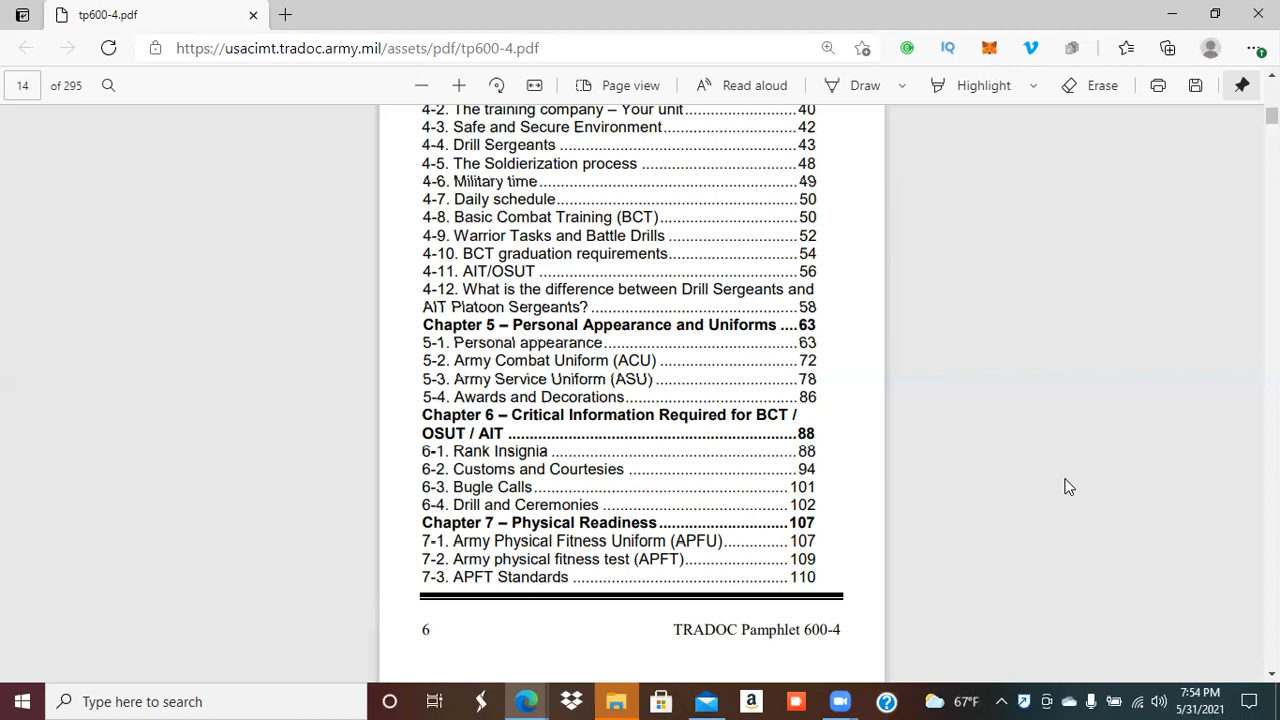 tp600-4.pdf
https://usacimt.tradoc.army.mil/assets/pdf/tp600-4.pdf
IQ
14 of 295
Page view
Read aloud
Draw
Highlight
Erase
4-2. The training company – Your unit..........................40
4-3. Safe and Secure Environment.......................42
4-4. Drill Sergeants ........................................43
4-5. The Soldierization process ..........................48
4-6. Military time...........................................49
4-7. Daily schedule........................................50
4-8. Basic Combat Training (BCT)........................50
4-9. Warrior Tasks and Battle Drills ......................52
4-10. BCT graduation requirements......................54
4-11. AIT/OSUT ...........................................56
4-12. What is the difference between Drill Sergeants and
AIT Platoon Sergeants? ...................................58
Chapter 5 – Personal Appearance and Uniforms ....63
5-1. Personal appearance.................................63
5-2. Army Combat Uniform (ACU) .......................72
5-3. Army Service Uniform (ASU)........................78
5-4. Awards and Decorations.............................86
Chapter 6 – Critical Information Required for BCT /
OSUT / AIT ................................................88
6-1. Rank Insignia .........................................88
6-2. Customs and Courtesies ............................94
6-3. Bugle Calls...........................................101
6-4. Drill and Ceremonies ................................102
Chapter 7 – Physical Readiness......................107
7-1. Army Physical Fitness Uniform (APFU).............107
7-2. Army physical fitness test (APFT)...................109
7-3. APFT Standards .....................................110
6
TRADOC Pamphlet 600-4
Type here to search
67°F
7:54 PM
5/31/2021